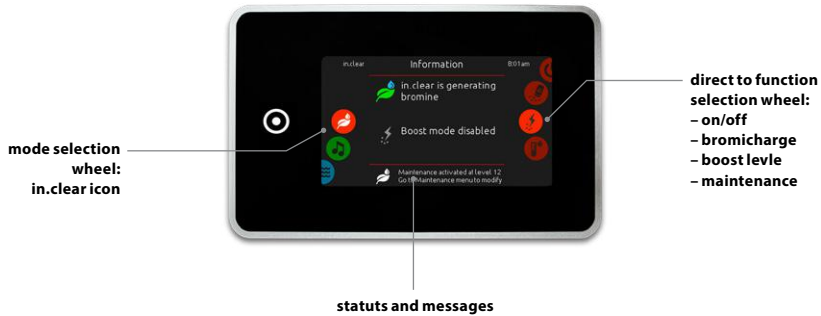 in.clear Information 8:01am
in.clear is generating
bromine
Boost mode disabled
Maintenance activated at level 12
Go to Maintenance menu to modify
mode selection
wheel:
in.clear icon
direct to function
selection wheel:
– on/off
– bromicharge
– boost levle
– maintenance
statuts and messages